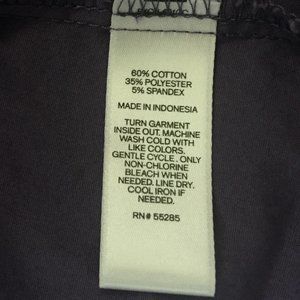 60% COTTON
35% POLYESTER
5% SPANDEX
MADE IN INDONESIA
TURN GARMENT
INSIDE OUT. MACHINE
WASH COLD WITH
LIKE COLORS.
GENTLE CYCLE. ONLY
NON-CHLORINE
BLEACH WHEN
NEEDED. LINE DRY.
COOL IRON IF
NEEDED.
RN# 55285